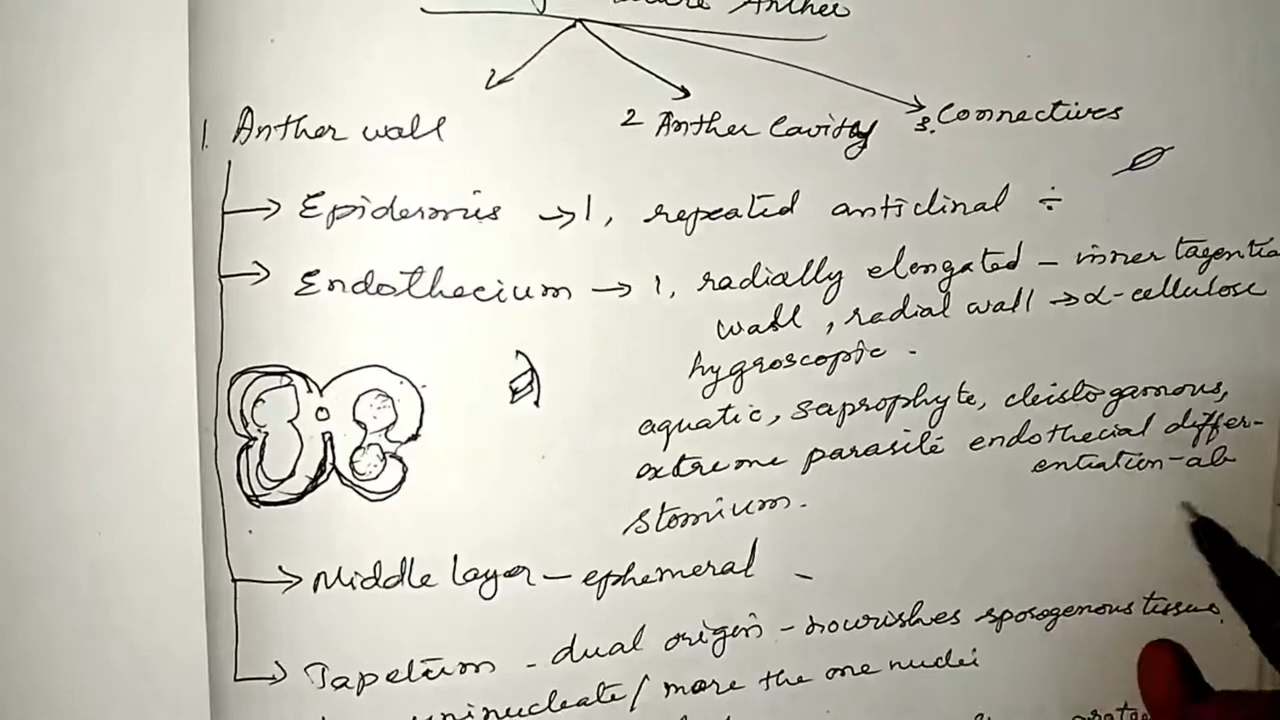 Anther
1. Anther wall
2 Anther Cavity
3. Connectives
Epidermis → 1, repeated anticlinal ÷
Endothecium → 1, radially elongated – inner tagentia
wall, radial wall → α-cellulose
hygroscopic -
aquatic, saprophyte, cleistogamous,
extreme parasite endothecial differ-
entiation-ab
Stomium.
Middle layer – ephemeral -
Tapetum - dual origin - nourishes sporogenous tissue,
uninucleate / more the one nuclei